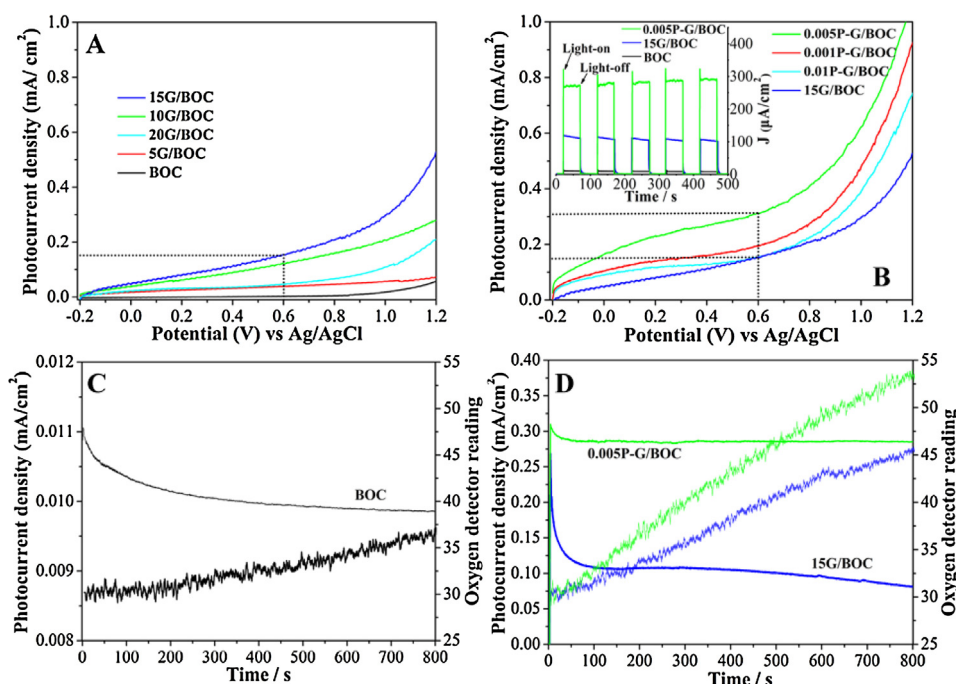 A
Photocurrent density (mA/ cm²)
1.0
0.8
0.6
0.4
0.2
0.0
15G/BOC
10G/BOC
20G/BOC
5G/BOC
BOC
-0.2 0.0 0.2 0.4 0.6 0.8 1.0 1.2
Potential (V) vs Ag/AgCl
B
Photocurrent density (mA/ cm²)
1.0
0.8
0.6
0.4
0.2
0.0
0.005P-G/BOC
15G/BOC
BOC
Light-on
Light-off
400
300
200
100
0
J (μA/cm²)
0 100 200 300 400 500
Time / s
0.005P-G/BOC
0.001P-G/BOC
0.01P-G/BOC
15G/BOC
-0.2 0.0 0.2 0.4 0.6 0.8 1.0 1.2
Potential (V) vs Ag/AgCl
C
Photocurrent density (mA/cm²)
0.012
0.011
0.010
0.009
0.008
BOC
55
50
45
40
35
30
25
Oxygen detector reading
0 100 200 300 400 500 600 700 800
Time / s
D
Photocurrent density (mA/cm²)
0.40
0.35
0.30
0.25
0.20
0.15
0.10
0.05
0.00
0.005P-G/BOC
15G/BOC
55
50
45
40
35
30
25
Oxygen detector reading
0 100 200 300 400 500 600 700 800
Time / s